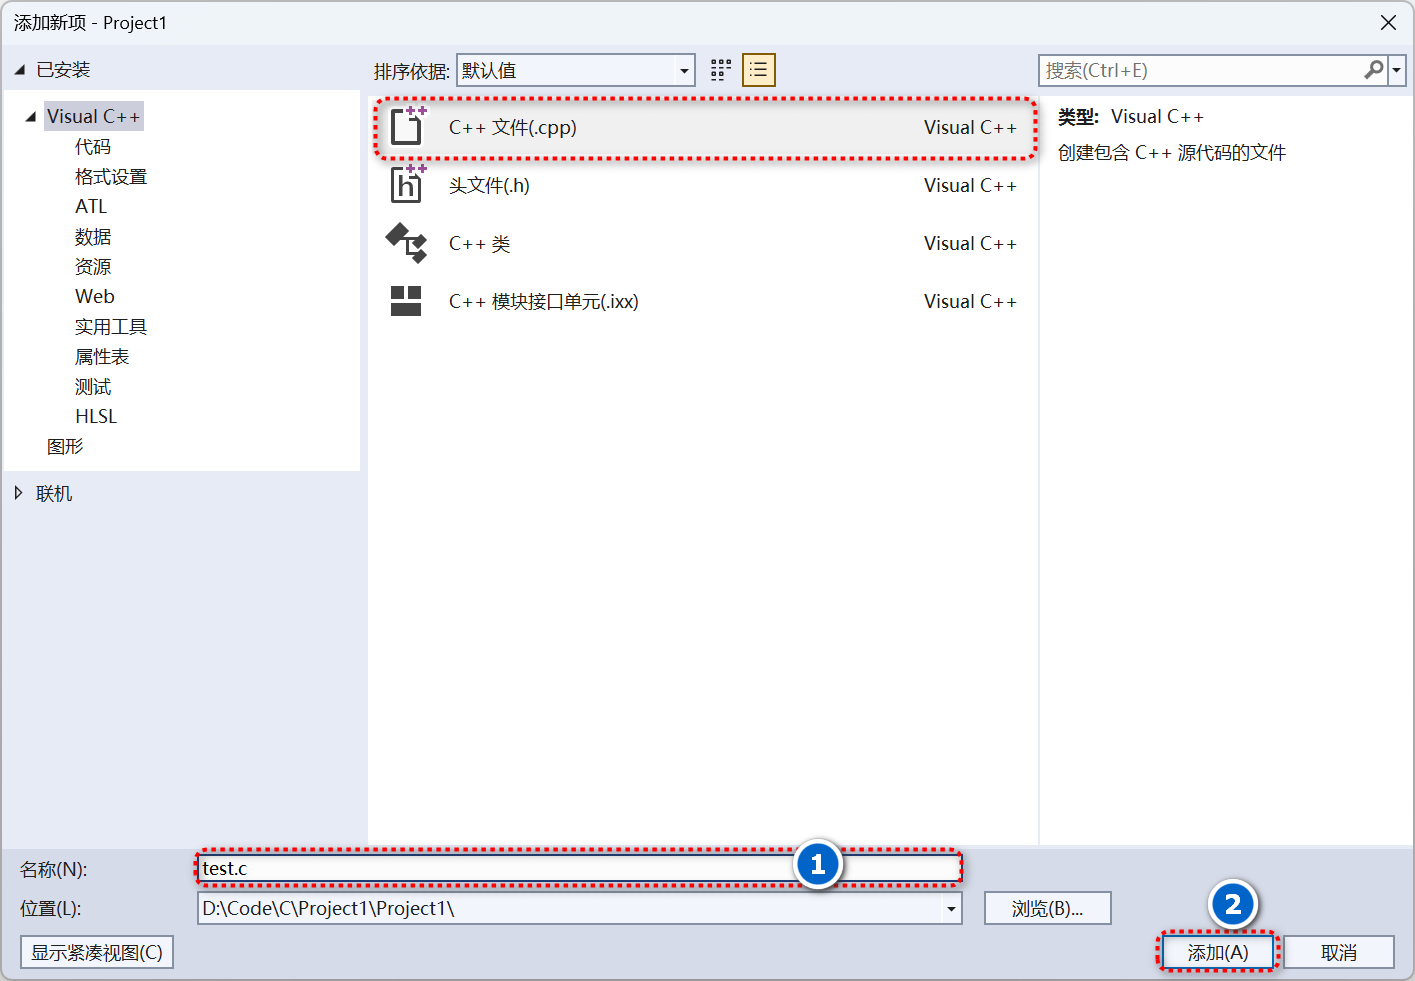 添加新项 - Project1
已安装
排序依据: 默认值
搜索(Ctrl+E)
Visual C++
代码
格式设置
ATL
数据
资源
Web
实用工具
属性表
测试
HLSL
图形
联机
C++ 文件(.cpp) Visual C++
头文件(.h) Visual C++
C++ 类 Visual C++
C++ 模块接口单元(.ixx) Visual C++
类型: Visual C++
创建包含 C++ 源代码的文件
名称(N): test.c
1
位置(L): D:\Code\C\Project1\Project1\
浏览(B)...
2
显示紧凑视图(C)
添加(A)
取消